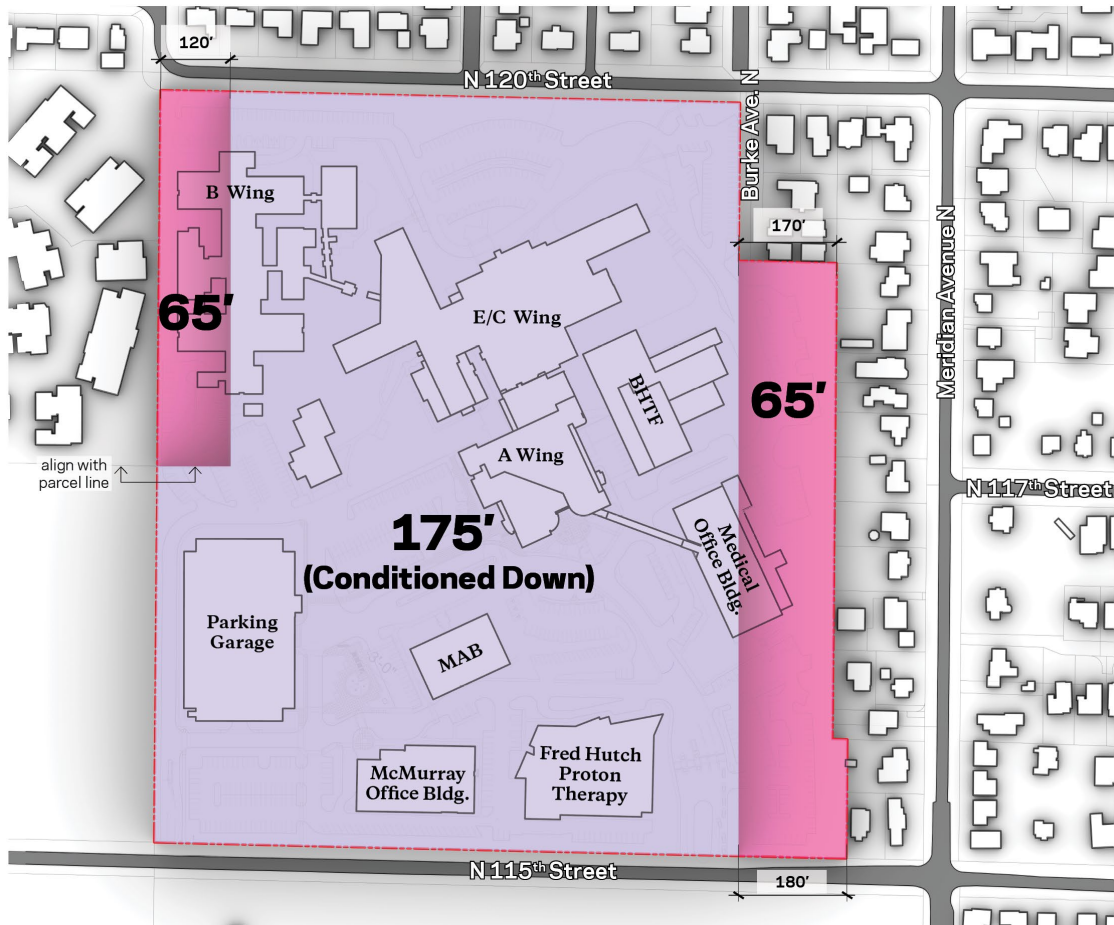 120′
N 120th Street
Burke Ave. N
B Wing
170′
Meridian Avenue N
65′
E/C Wing
BHTF
65′
A Wing
align with
parcel line
N 117th Street
175′
(Conditioned Down)
Medical
Office Bldg.
Parking
Garage
MAB
3'-0"
McMurray
Office Bldg.
Fred Hutch
Proton
Therapy
N 115th Street
180′